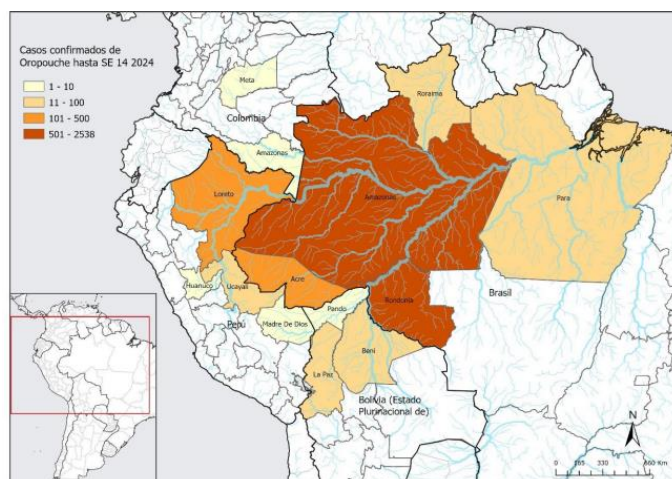 Casos confirmados de
Oropouche hasta SE 14 2024
1 - 10
11 - 100
101 - 500
501 - 2538
Meta
Roraima
Colombia
Amazonas
Loreto
Amazonas
Para
Huanuco
Ucayali
Acre
Rondonia
Brasil
Pando
Perú
Madre De Dios
La Paz
Beni
Bolivia (Estado
Plurinacional de)
N
0 165 330 660 Km